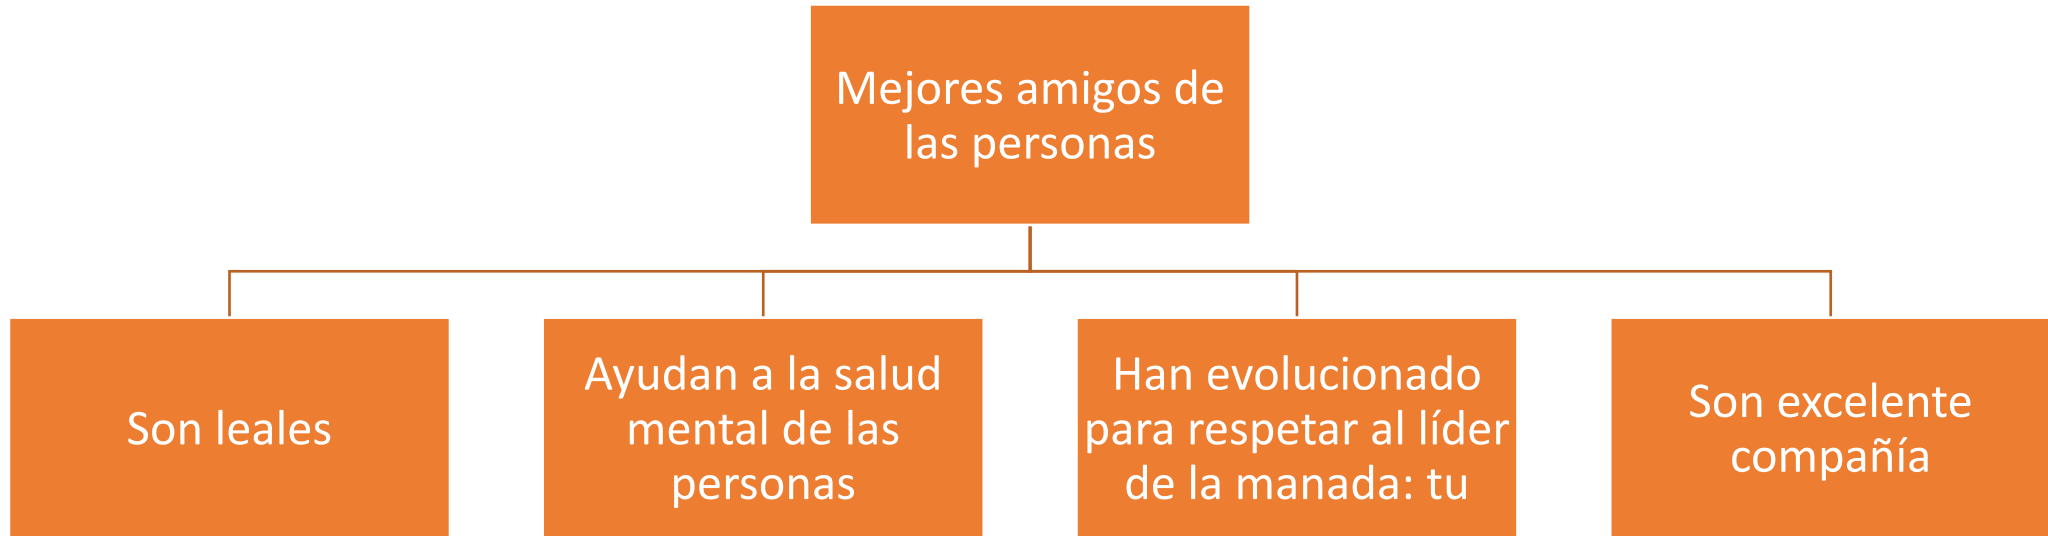 Mejores amigos de
las personas
Son leales
Ayudan a la salud
mental de las
personas
Han evolucionado
para respetar al líder
de la manada: tu
Son excelente
compañía